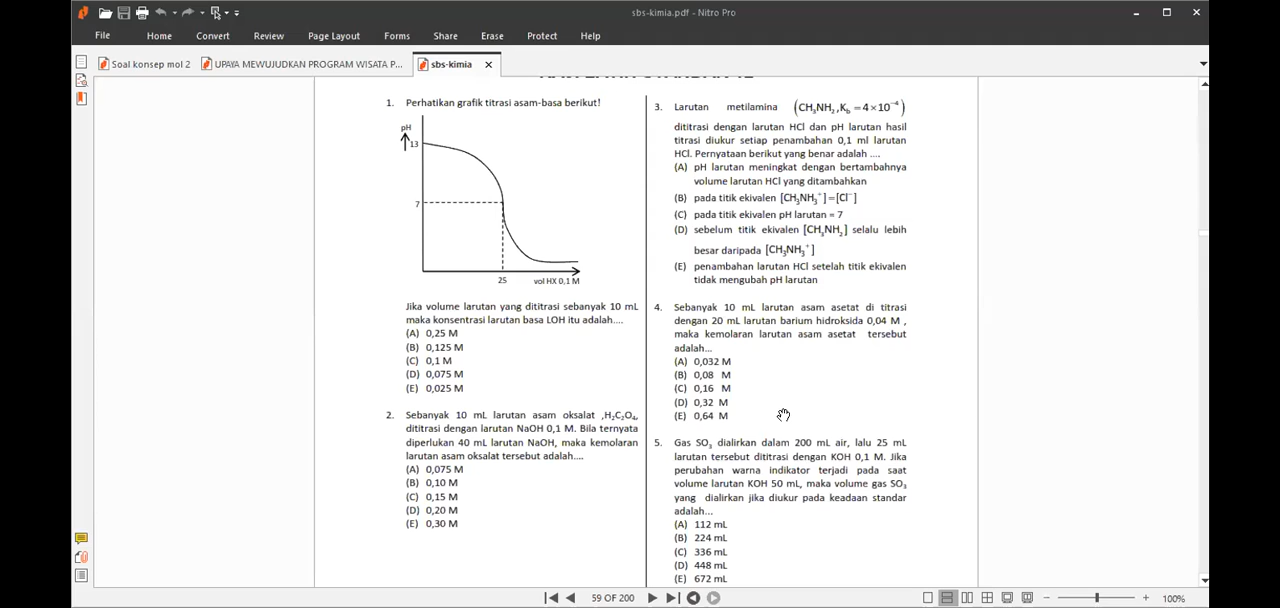 sbs-kimia.pdf - Nitro Pro
File Home Convert Review Page Layout Forms Share Erase Protect Help
Soal konsep mol 2 UPAYA MEWUJUDKAN PROGRAM WISATA P... sbs-kimia
1. Perhatikan grafik titrasi asam-basa berikut!
pH
13
7
25
vol HX 0,1 M
Jika volume larutan yang dititrasi sebanyak 10 mL
maka konsentrasi larutan basa LOH itu adalah....
(A) 0,25 M
(B) 0,125 M
(C) 0,1 M
(D) 0,075 M
(E) 0,025 M
2. Sebanyak 10 mL larutan asam oksalat ,H₂C₂O₄,
dititrasi dengan larutan NaOH 0,1 M. Bila ternyata
diperlukan 40 mL larutan NaOH, maka kemolaran
larutan asam oksalat tersebut adalah....
(A) 0,075 M
(B) 0,10 M
(C) 0,15 M
(D) 0,20 M
(E) 0,30 M
3. Larutan metilamina (CH₃NH₂, K_b = 4×10⁻⁴)
dititrasi dengan larutan HCl dan pH larutan hasil
titrasi diukur setiap penambahan 0,1 ml larutan
HCl. Pernyataan berikut yang benar adalah ....
(A) pH larutan meningkat dengan bertambahnya
volume larutan HCl yang ditambahkan
(B) pada titik ekivalen [CH₃NH₃⁺]=[Cl⁻]
(C) pada titik ekivalen pH larutan = 7
(D) sebelum titik ekivalen [CH₃NH₂] selalu lebih
besar daripada [CH₃NH₃⁺]
(E) penambahan larutan HCl setelah titik ekivalen
tidak mengubah pH larutan
4. Sebanyak 10 mL larutan asam asetat di titrasi
dengan 20 mL larutan barium hidroksida 0,04 M ,
maka kemolaran larutan asam asetat tersebut
adalah...
(A) 0,032 M
(B) 0,08 M
(C) 0,16 M
(D) 0,32 M
(E) 0,64 M
5. Gas SO₃ dialirkan dalam 200 mL air, lalu 25 mL
larutan tersebut dititrasi dengan KOH 0,1 M. Jika
perubahan warna indikator terjadi pada saat
volume larutan KOH 50 mL, maka volume gas SO₃
yang dialirkan jika diukur pada keadaan standar
adalah...
(A) 112 mL
(B) 224 mL
(C) 336 mL
(D) 448 mL
(E) 672 mL
59 OF 200
100%